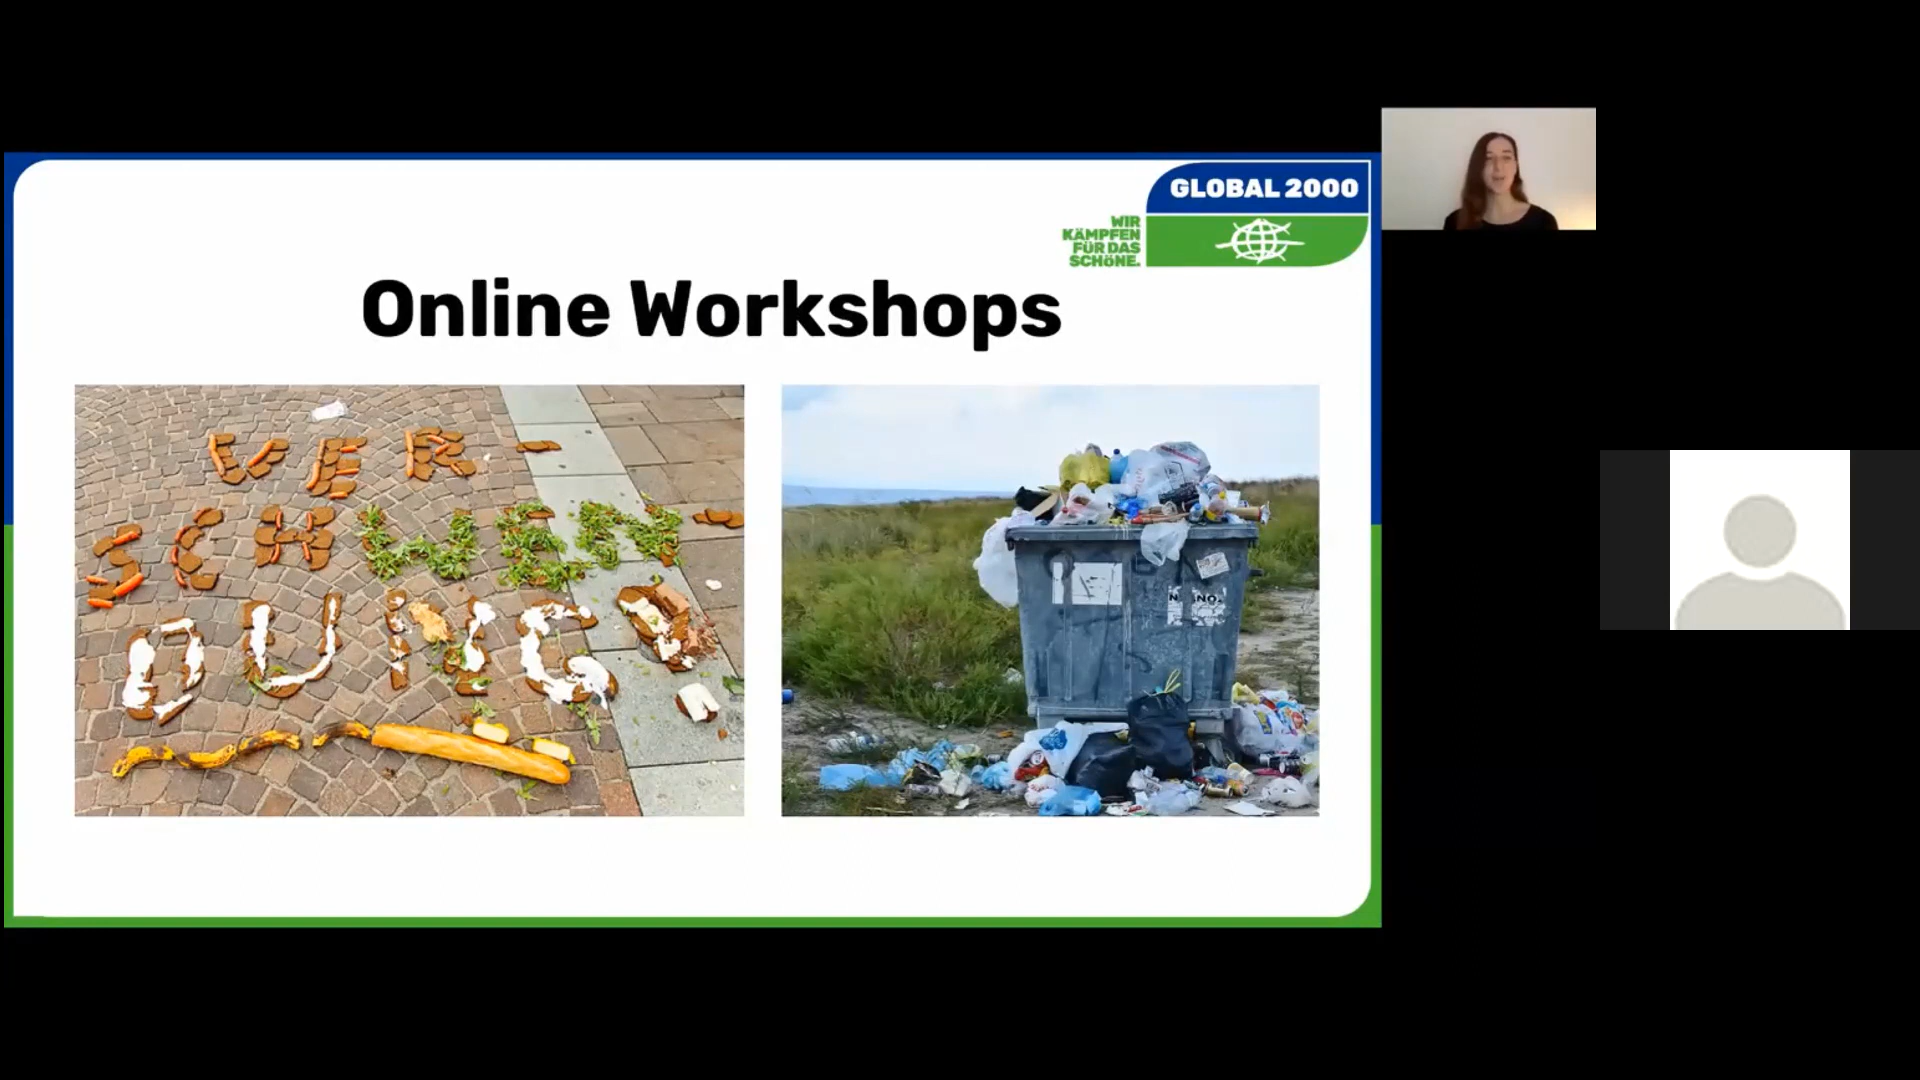 GLOBAL 2000
WIR
KÄMPFEN
FÜR DAS
SCHÖNE.
Online Workshops
VER-
SCHWEN-
DUNG!